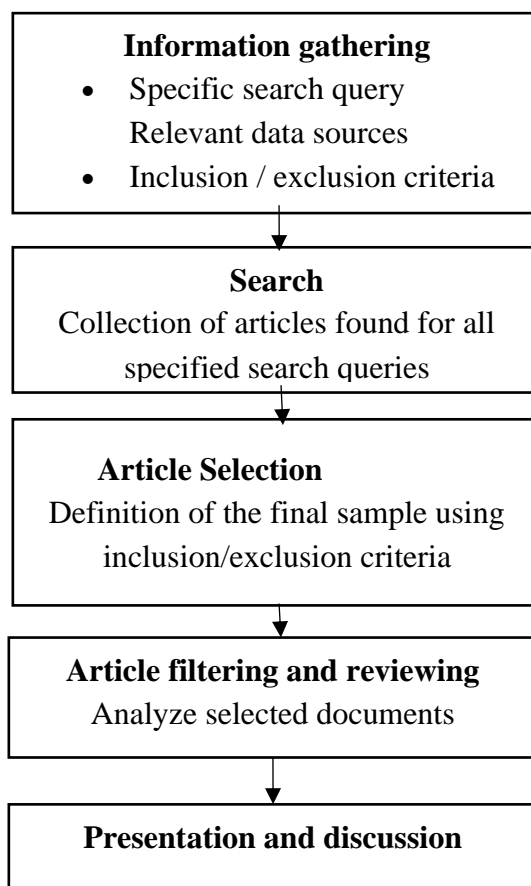 Information gathering
• Specific search query
Relevant data sources
• Inclusion / exclusion criteria
Search
Collection of articles found for all
specified search queries
Article Selection
Definition of the final sample using
inclusion/exclusion criteria
Article filtering and reviewing
Analyze selected documents
Presentation and discussion